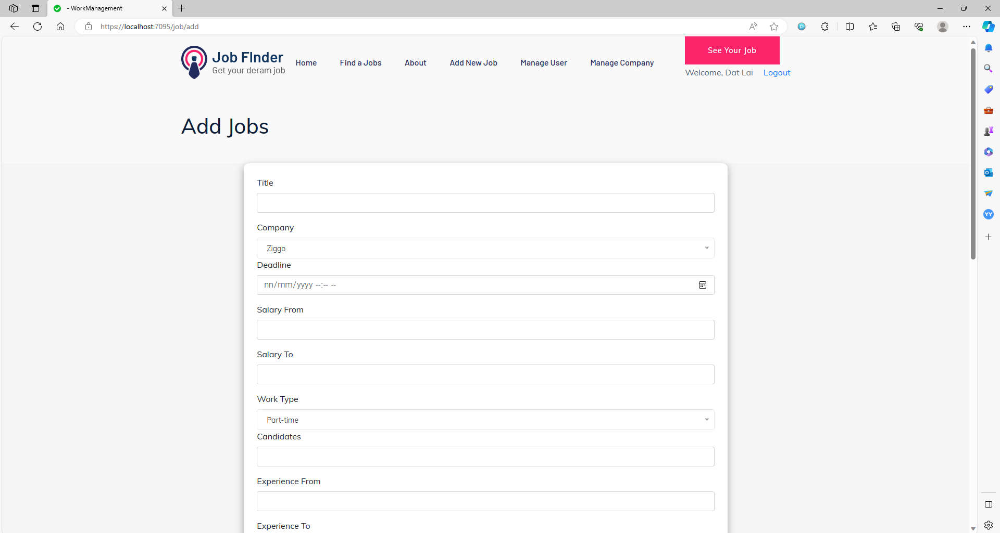 - WorkManagement
https://localhost:7095/job/add
Job FInder
Get your deram job
Home
Find a Jobs
About
Add New Job
Manage User
Manage Company
See Your Job
Welcome, Dat Lai
Logout
Add Jobs
Title
Company
Ziggo
Deadline
nn/mm/yyyy --:-- --
Salary From
Salary To
Work Type
Part-time
Candidates
Experience From
Experience To
YY